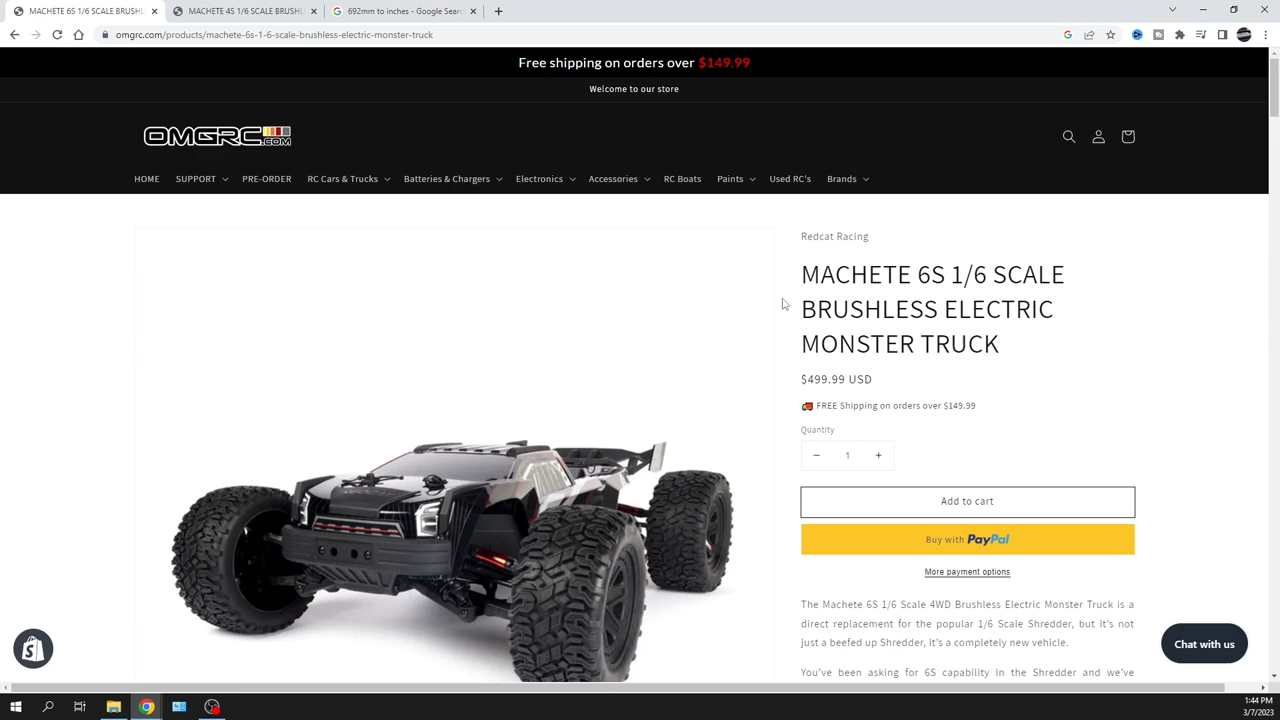 MACHETE 6S 1/6 SCALE BRUSHLESS
MACHETE 4S 1/6 SCALE BRUSHL
692mm to inches - Google Searc
omgrc.com/products/machete-6s-1-6-scale-brushless-electric-monster-truck
Free shipping on orders over $149.99
Welcome to our store
OMGRC.COM
HOME SUPPORT PRE-ORDER RC Cars & Trucks Batteries & Chargers Electronics Accessories RC Boats Paints Used RC's Brands
Redcat Racing
MACHETE 6S 1/6 SCALE
BRUSHLESS ELECTRIC
MONSTER TRUCK
$499.99 USD
FREE Shipping on orders over $149.99
Quantity
− 1 +
Add to cart
Buy with PayPal
More payment options
The Machete 6S 1/6 Scale 4WD Brushless Electric Monster Truck is a
direct replacement for the popular 1/6 Scale Shredder, but it's not
just a beefed up Shredder, it's a completely new vehicle.
You've been asking for 6S capability in the Shredder and we've
Chat with us
1:44 PM
3/7/2023